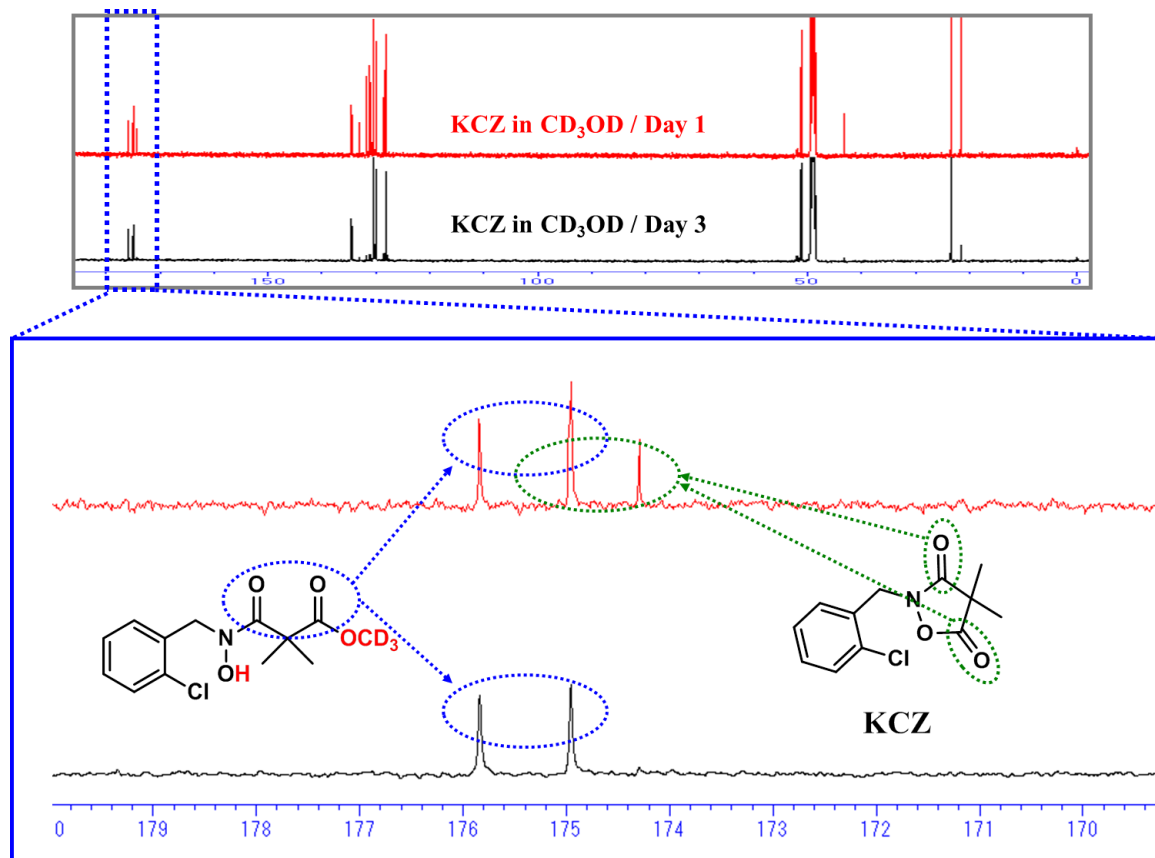 KCZ in CD₃OD / Day 1
KCZ in CD₃OD / Day 3
150 100 50 0
O O
N
OCD₃
OH
Cl
O
N
O
O
Cl
KCZ
0 179 178 177 176 175 174 173 172 171 170